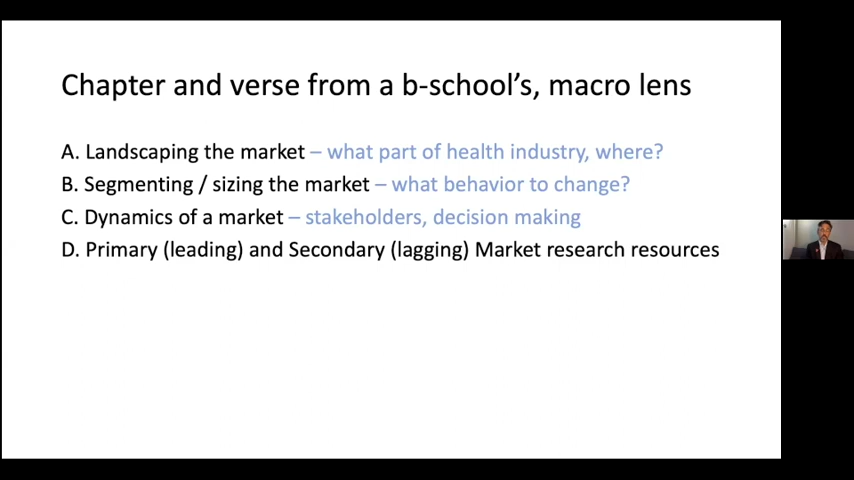 Chapter and verse from a b-school's, macro lens
A. Landscaping the market – what part of health industry, where?
B. Segmenting / sizing the market – what behavior to change?
C. Dynamics of a market – stakeholders, decision making
D. Primary (leading) and Secondary (lagging) Market research resources